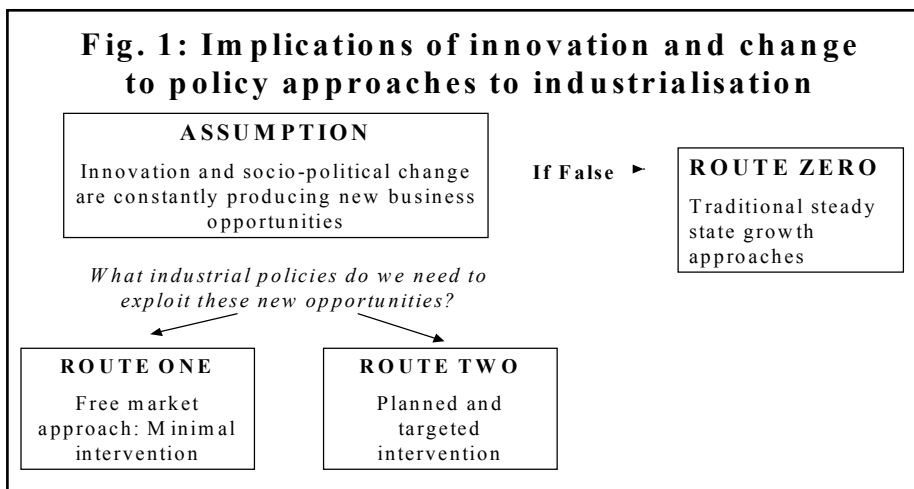 Fig. 1: Implications of innovation and change
to policy approaches to industrialisation
ASSUMPTION
Innovation and socio-political change
are constantly producing new business
opportunities
If False
ROUTE ZERO
Traditional steady
state growth
approaches
What industrial policies do we need to
exploit these new opportunities?
ROUTE ONE
Free market
approach: Minimal
intervention
ROUTE TWO
Planned and
targeted
intervention